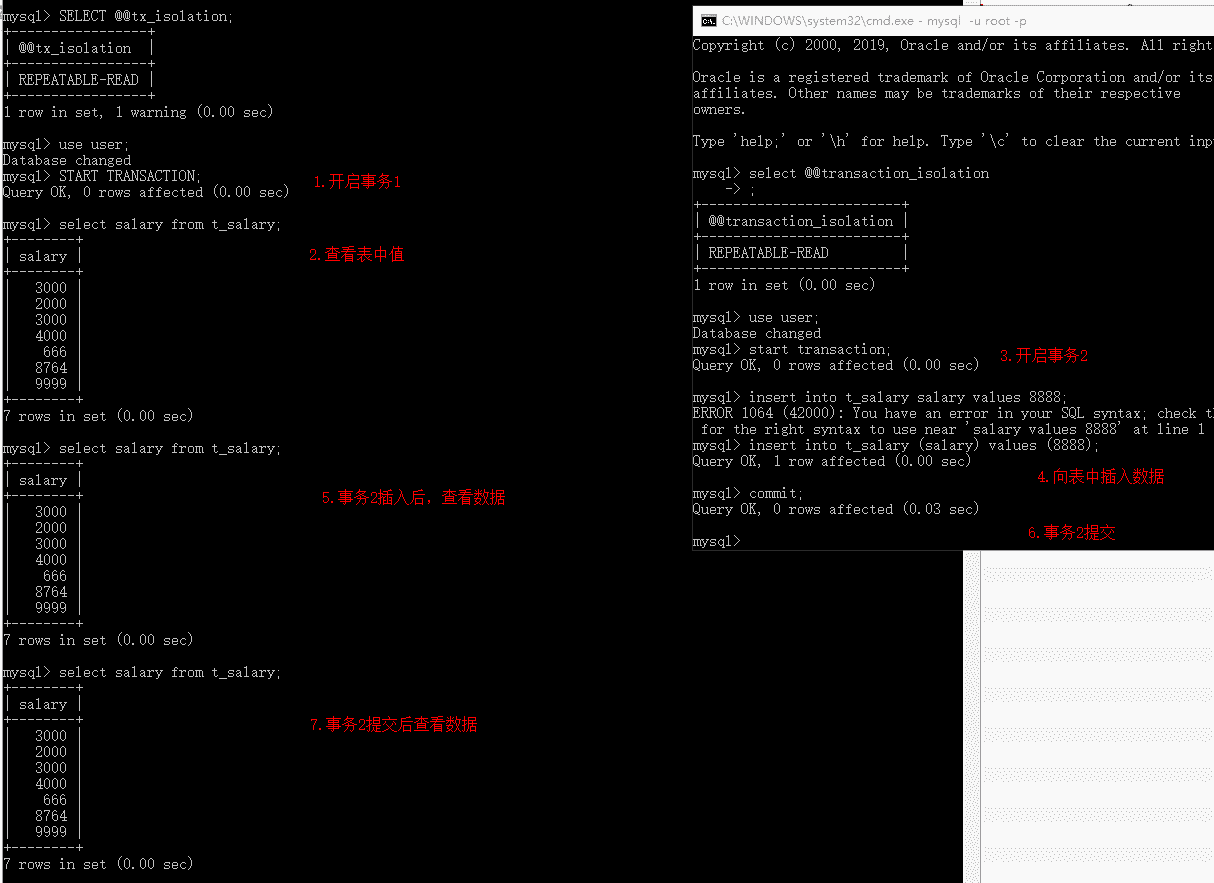 mysql> SELECT @@tx_isolation;
+-----------------+
| @@tx_isolation  |
+-----------------+
| REPEATABLE-READ |
+-----------------+
1 row in set, 1 warning (0.00 sec)
mysql> use user;
Database changed
mysql> START TRANSACTION;
Query OK, 0 rows affected (0.00 sec)
1.开启事务1
mysql> select salary from t_salary;
+--------+
| salary |
+--------+
2.查看表中值
|   3000 |
|   2000 |
|   3000 |
|   4000 |
|    666 |
|   8764 |
|   9999 |
+--------+
7 rows in set (0.00 sec)
mysql> select salary from t_salary;
+--------+
| salary |
+--------+
5.事务2插入后，查看数据
|   3000 |
|   2000 |
|   3000 |
|   4000 |
|    666 |
|   8764 |
|   9999 |
+--------+
7 rows in set (0.00 sec)
mysql> select salary from t_salary;
+--------+
| salary |
+--------+
7.事务2提交后查看数据
|   3000 |
|   2000 |
|   3000 |
|   4000 |
|    666 |
|   8764 |
|   9999 |
+--------+
7 rows in set (0.00 sec)
C:\WINDOWS\system32\cmd.exe - mysql -u root -p
Copyright (c) 2000, 2019, Oracle and/or its affiliates. All right
Oracle is a registered trademark of Oracle Corporation and/or its
affiliates. Other names may be trademarks of their respective
owners.
Type 'help;' or '\h' for help. Type '\c' to clear the current inpu
mysql> select @@transaction_isolation
    -> ;
+-------------------------+
| @@transaction_isolation |
+-------------------------+
| REPEATABLE-READ         |
+-------------------------+
1 row in set (0.00 sec)
mysql> use user;
Database changed
mysql> start transaction;
3.开启事务2
Query OK, 0 rows affected (0.00 sec)
mysql> insert into t_salary salary values 8888;
ERROR 1064 (42000): You have an error in your SQL syntax; check th
 for the right syntax to use near 'salary values 8888' at line 1
mysql> insert into t_salary (salary) values (8888);
Query OK, 1 row affected (0.00 sec)
4.向表中插入数据
mysql> commit;
Query OK, 0 rows affected (0.03 sec)
6.事务2提交
mysql>